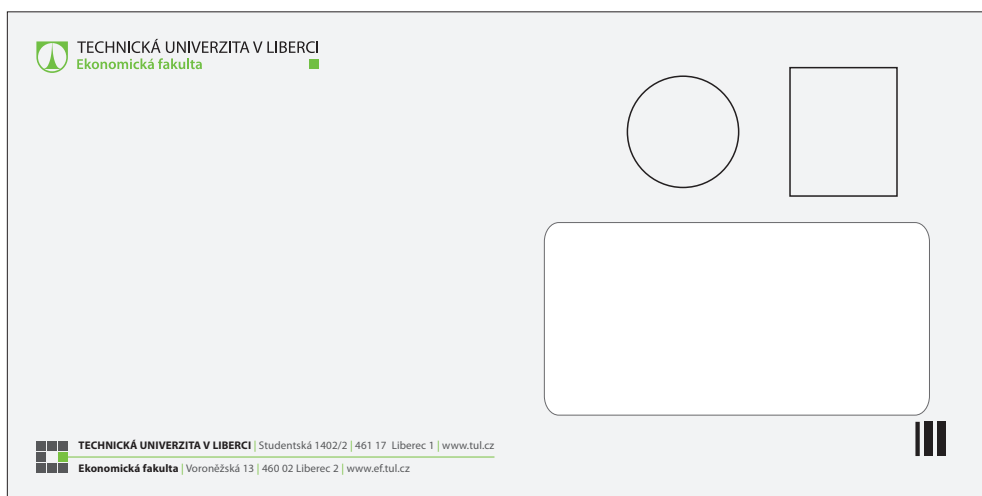 TECHNICKÁ UNIVERZITA V LIBERCI
Ekonomická fakulta
TECHNICKÁ UNIVERZITA V LIBERCI | Studentská 1402/2 | 461 17 Liberec 1 | www.tul.cz
Ekonomická fakulta | Voroněžská 13 | 460 02 Liberec 2 | www.ef.tul.cz